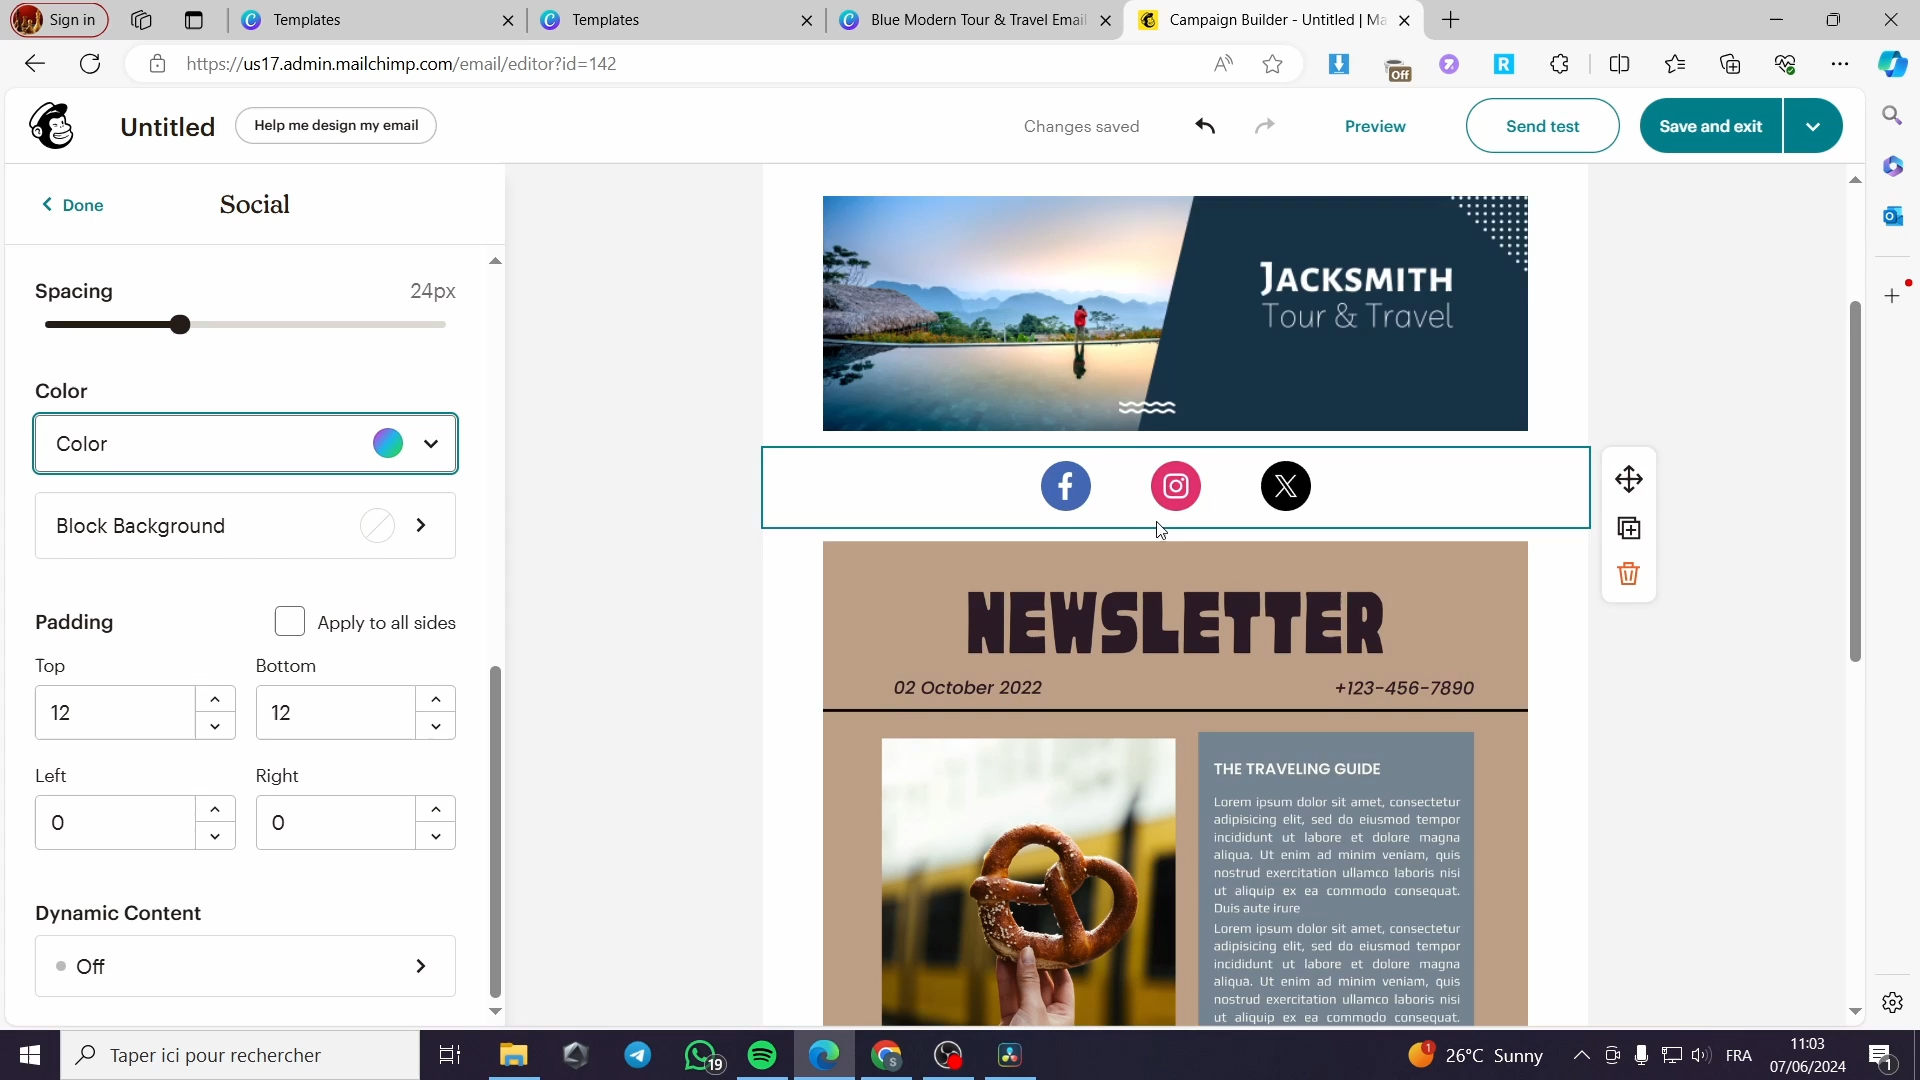 Sign in
Templates
Templates
Blue Modern Tour & Travel Email
Campaign Builder - Untitled | Ma
https://us17.admin.mailchimp.com/email/editor?id=142
Off
Untitled
Help me design my email
Changes saved
Preview
Send test
Save and exit
Done
Social
Spacing
24px
Color
Color
Block Background
Padding
Apply to all sides
Top
Bottom
12
12
Left
Right
0
0
Dynamic Content
Off
JACKSMITH
Tour & Travel
NEWSLETTER
02 October 2022
+123-456-7890
THE TRAVELING GUIDE
Lorem ipsum dolor sit amet, consectetur
adipisicing elit, sed do eiusmod tempor
incididunt ut labore et dolore magna
aliqua. Ut enim ad minim veniam, quis
nostrud exercitation ullamco laboris nisi
ut aliquip ex ea commodo consequat.
Duis aute irure
Lorem ipsum dolor sit amet, consectetur
adipisicing elit, sed do eiusmod tempor
incididunt ut labore et dolore magna
aliqua. Ut enim ad minim veniam, quis
nostrud exercitation ullamco laboris nisi
ut aliquip ex ea commodo consequat.
Taper ici pour rechercher
19
1
26°C Sunny
FRA
11:03
07/06/2024
1